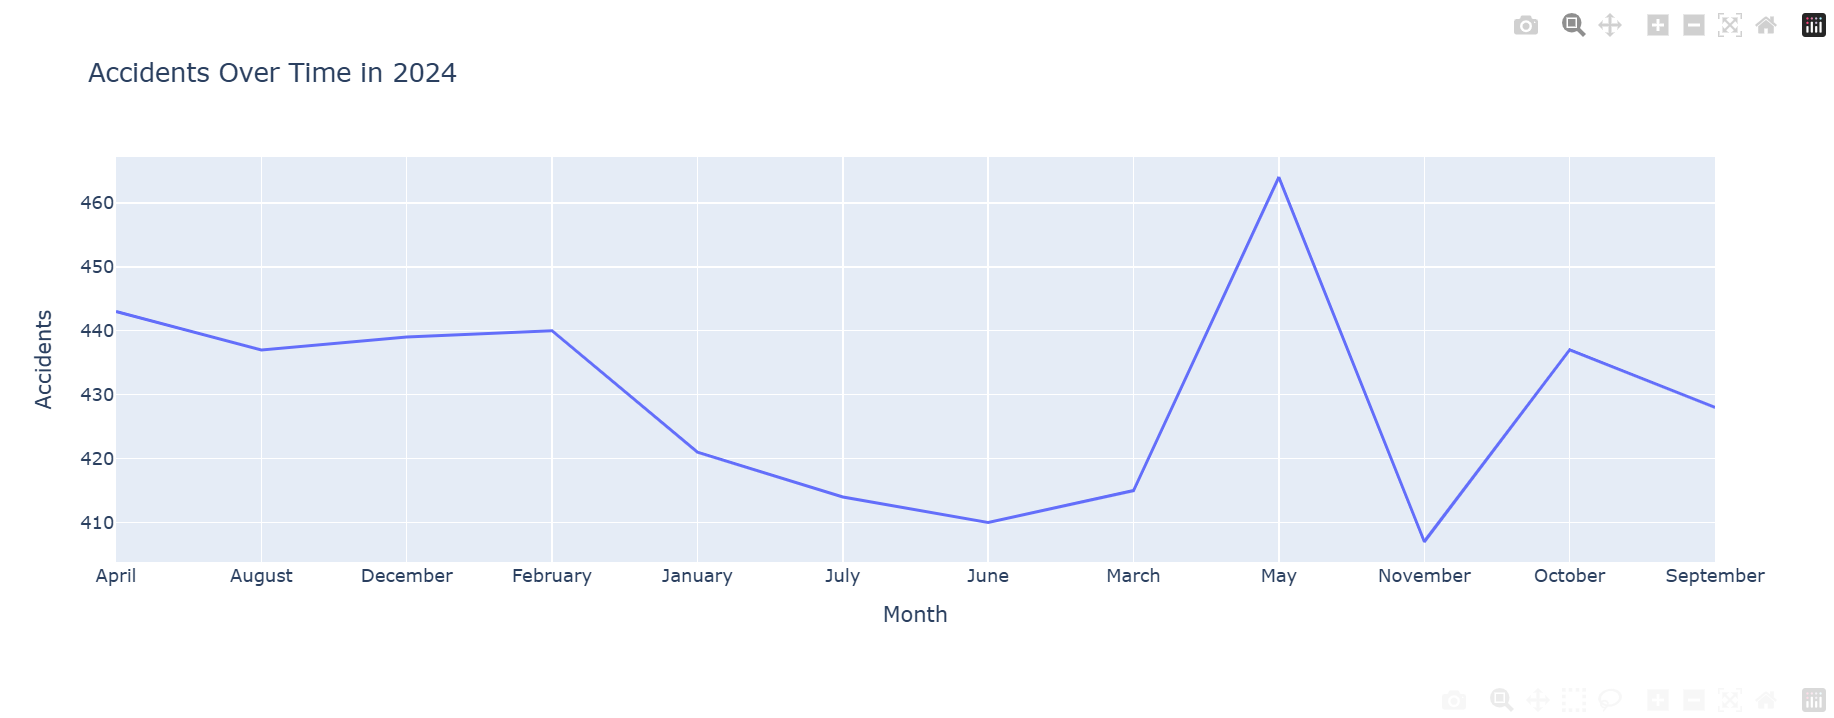 Accidents Over Time in 2024
460
450
440
430
420
410
Accidents
April August December February January July June March May November October September
Month